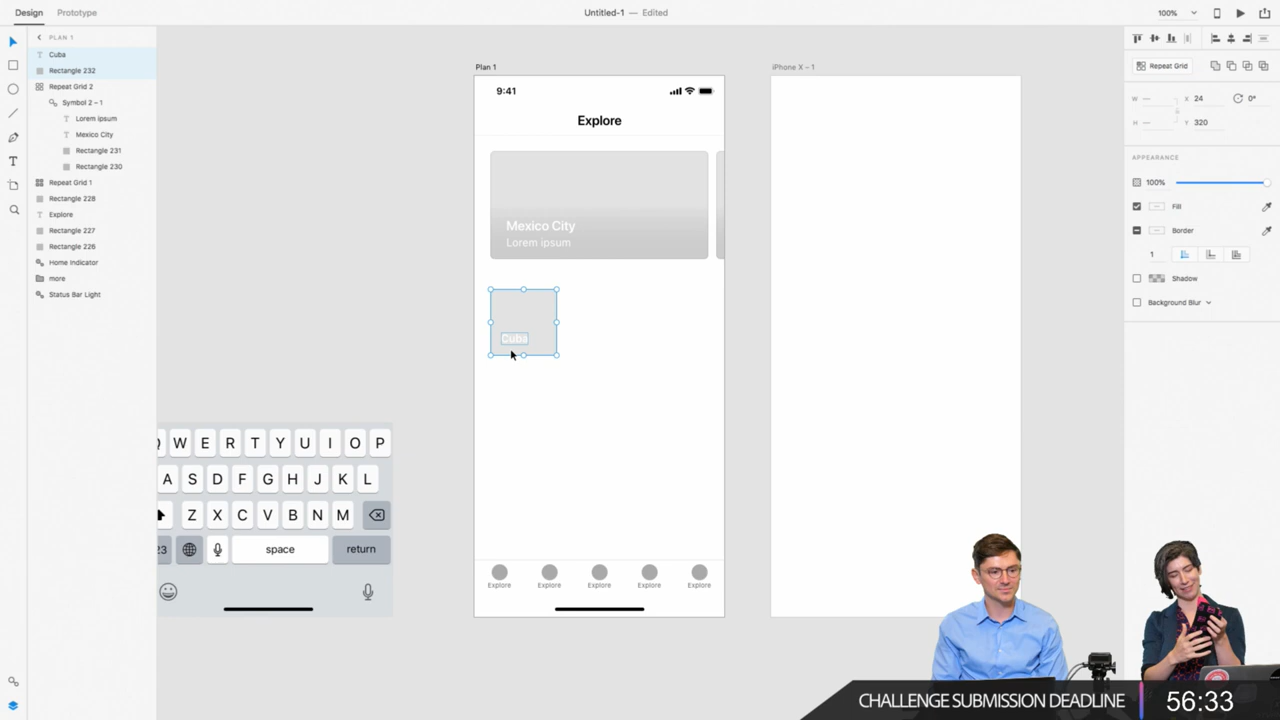 Design
Prototype
Untitled-1 — Edited
100%
PLAN 1
Cuba
Rectangle 232
Repeat Grid 2
Symbol 2 – 1
Lorem ipsum
Mexico City
Rectangle 231
Rectangle 230
Repeat Grid 1
Rectangle 228
Explore
Rectangle 227
Rectangle 226
Home Indicator
more
Status Bar Light
Plan 1
9:41
Explore
Mexico City
Lorem ipsum
Cuba
Explore Explore Explore Explore Explore
iPhone X – 1
Q W E R T Y U I O P
A S D F G H J K L
Z X C V B N M
23 space return
Repeat Grid
W X 24 0°
H Y 320
APPEARANCE
100%
Fill
Border
1
Shadow
Background Blur
CHALLENGE SUBMISSION DEADLINE 56:33